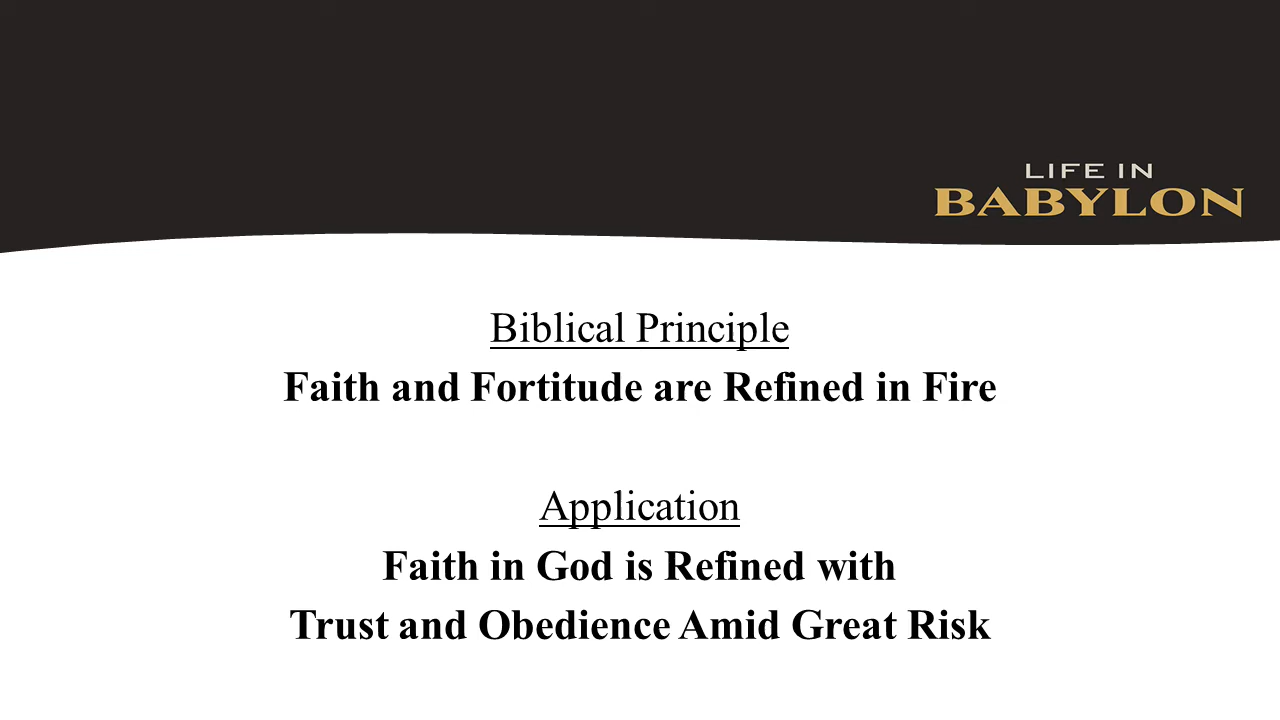 LIFE IN
BABYLON
Biblical Principle
Faith and Fortitude are Refined in Fire
Application
Faith in God is Refined with
Trust and Obedience Amid Great Risk